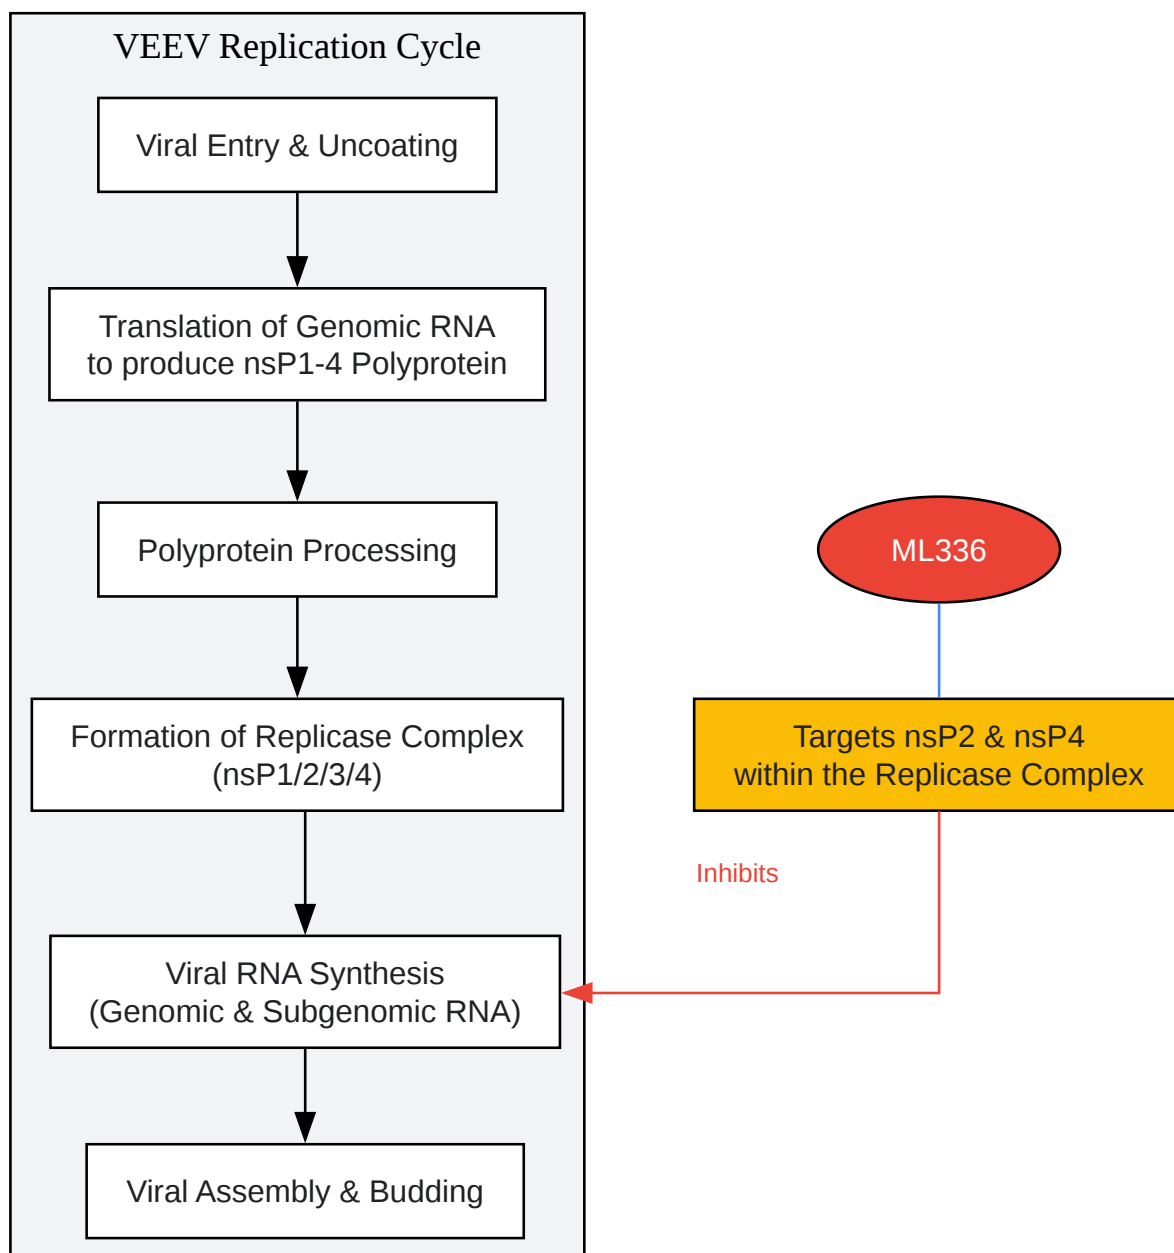 VEEV Replication Cycle
Viral Entry & Uncoating
Translation of Genomic RNA
to produce nsP1-4 Polyprotein
Polyprotein Processing
ML336
Formation of Replicase Complex
(nsP1/2/3/4)
Targets nsP2 & nsP4
within the Replicase Complex
Inhibits
Viral RNA Synthesis
(Genomic & Subgenomic RNA)
Viral Assembly & Budding